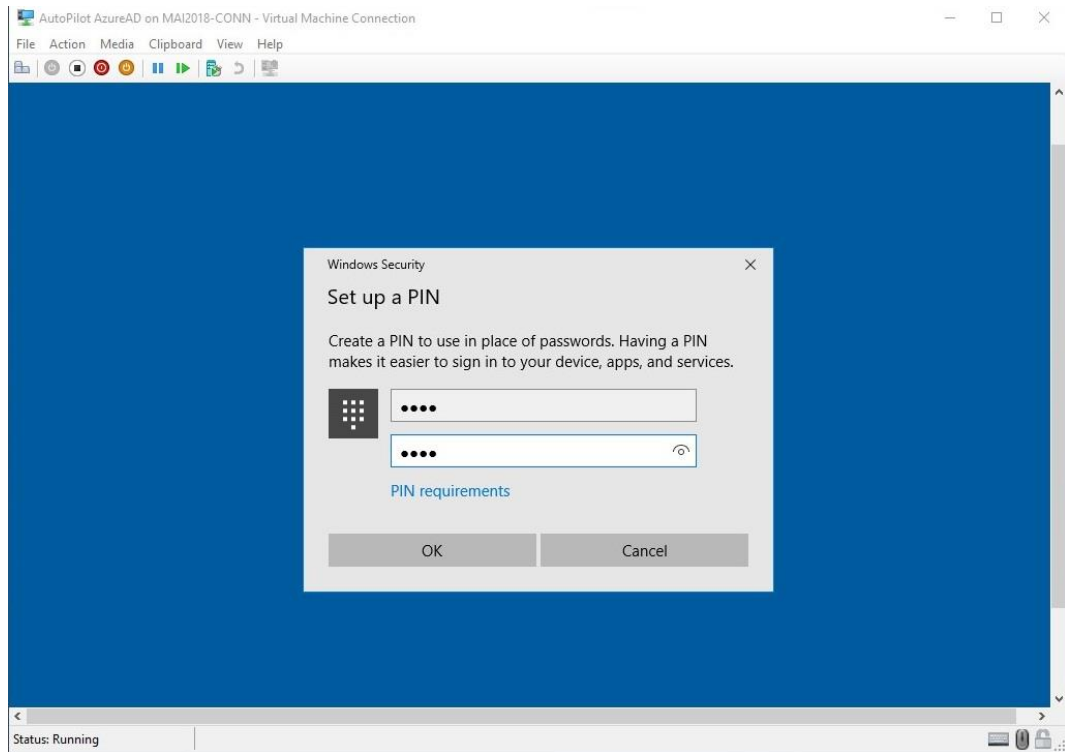 AutoPilot AzureAD on MAI2018-CONN - Virtual Machine Connection
File Action Media Clipboard View Help
Windows Security
Set up a PIN
Create a PIN to use in place of passwords. Having a PIN
makes it easier to sign in to your device, apps, and services.
••••
••••
PIN requirements
OK Cancel
Status: Running